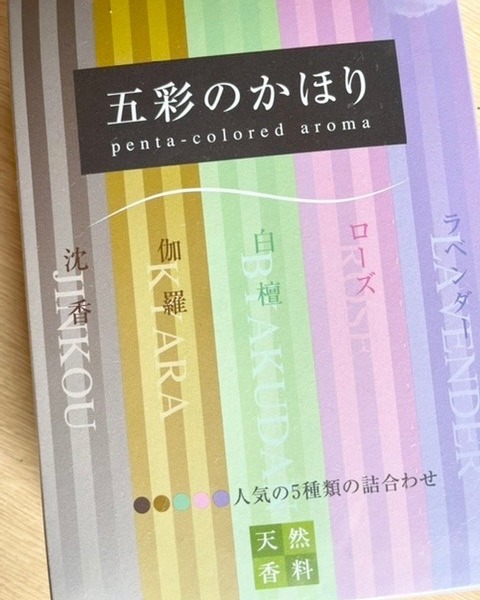 五彩のかほり
penta-colored aroma
沈香
JINKOU
伽羅
KYARA
白檀
BYAKUDA
ローズ
ROSE
ラベンダー
LAVENDER
人気の5種類の詰合わせ
天然
香料